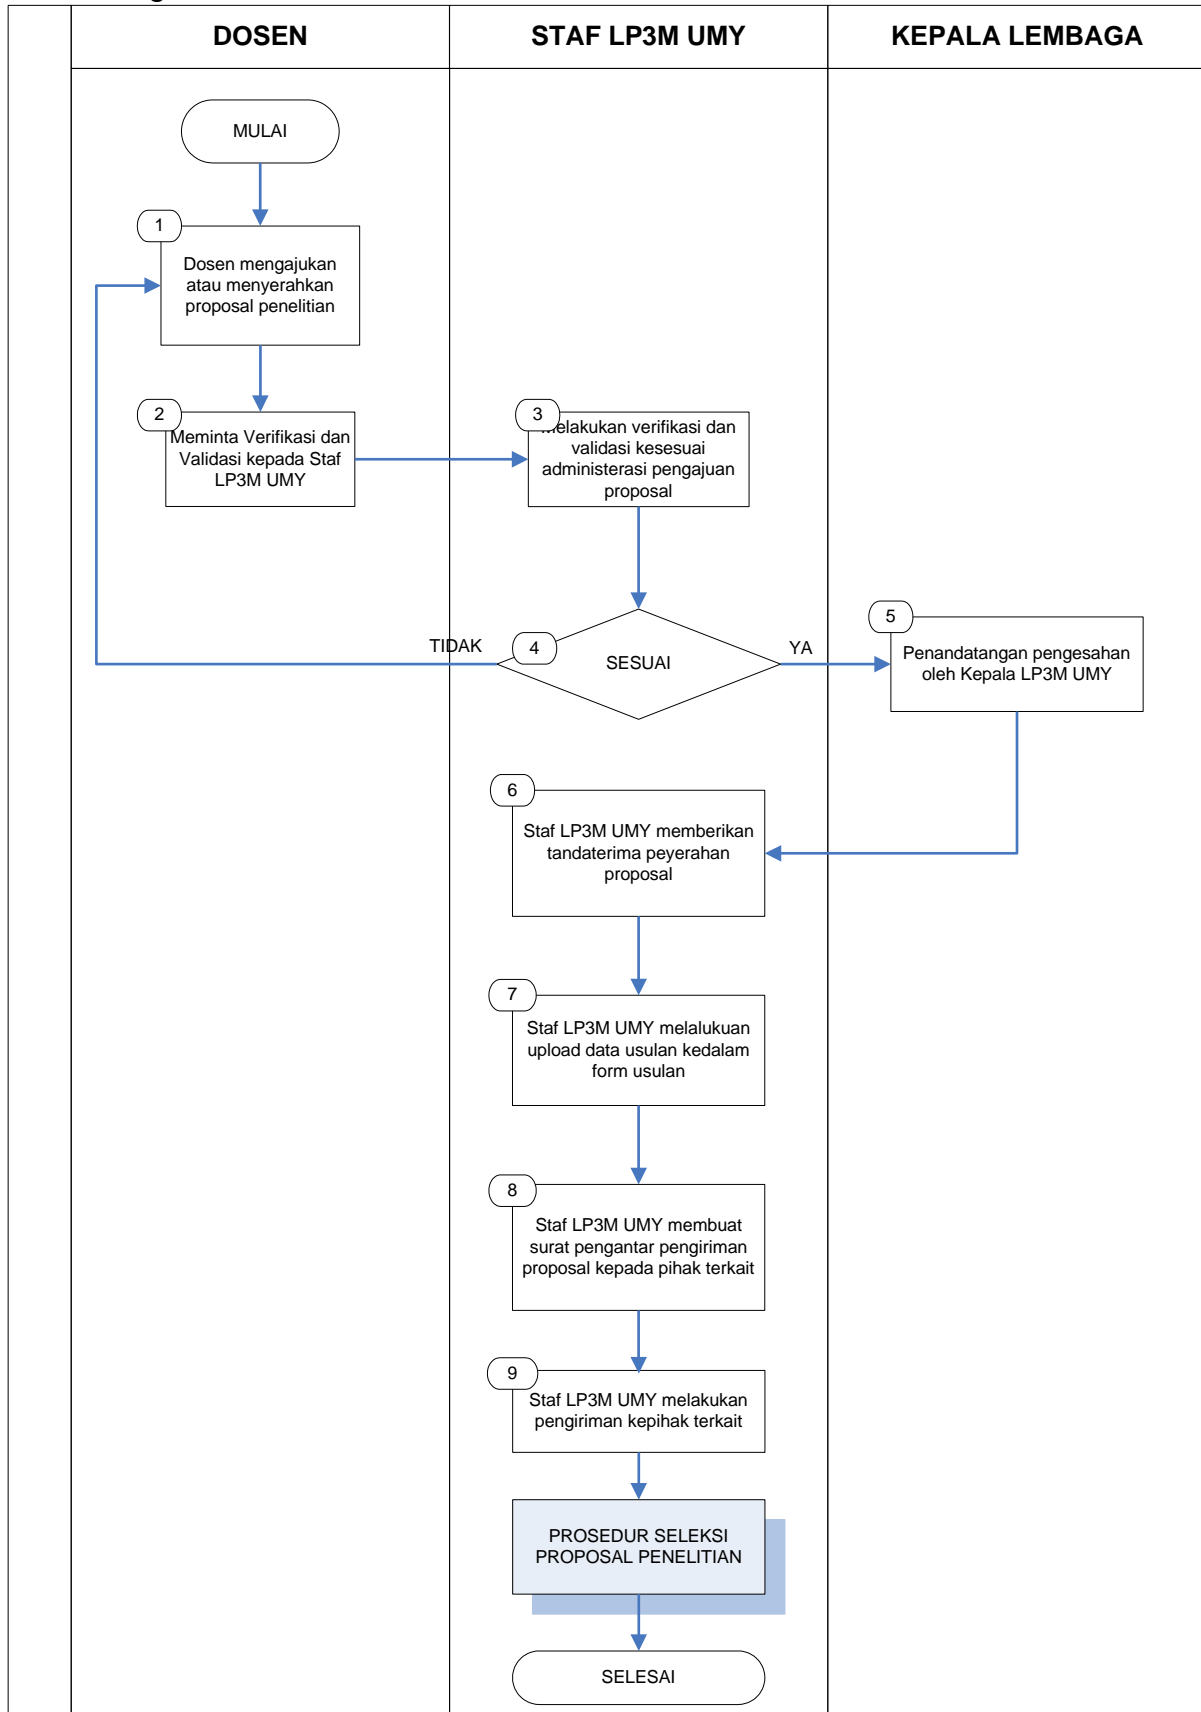 DOSEN
STAF LP3M UMY
KEPALA LEMBAGA
MULAI
1
Dosen mengajukan
atau menyerahkan
proposal penelitian
2
Meminta Verifikasi dan
Validasi kepada Staf
LP3M UMY
3
Melakukan verifikasi dan
validasi kesesuai
administerasi pengajuan
proposal
TIDAK
4
SESUAI
YA
5
Penandatangan pengesahan
oleh Kepala LP3M UMY
6
Staf LP3M UMY memberikan
tandaterima peyerahan
proposal
7
Staf LP3M UMY melalukuan
upload data usulan kedalam
form usulan
8
Staf LP3M UMY membuat
surat pengantar pengiriman
proposal kepada pihak terkait
9
Staf LP3M UMY melakukan
pengiriman kepihak terkait
PROSEDUR SELEKSI
PROPOSAL PENELITIAN
SELESAI